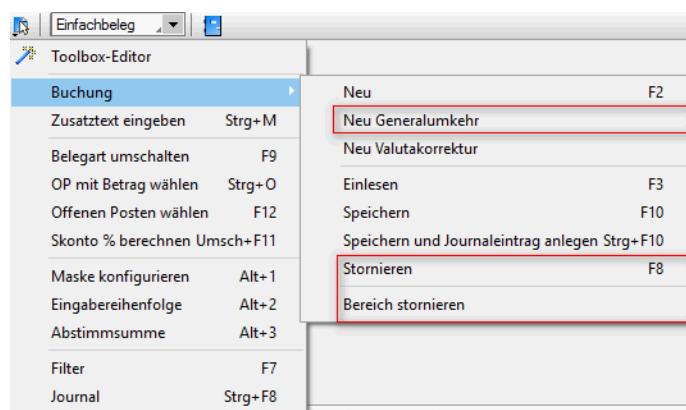 Einfachbeleg
Toolbox-Editor
Buchung
Zusatztext eingeben Strg+M
Belegart umschalten F9
OP mit Betrag wählen Strg+O
Offenen Posten wählen F12
Skonto % berechnen Umsch+F11
Maske konfigurieren Alt+1
Eingabereihenfolge Alt+2
Abstimmsumme Alt+3
Filter F7
Journal Strg+F8
Neu F2
Neu Generalumkehr
Neu Valutakorrektur
Einlesen F3
Speichern F10
Speichern und Journaleintrag anlegen Strg+F10
Stornieren F8
Bereich stornieren